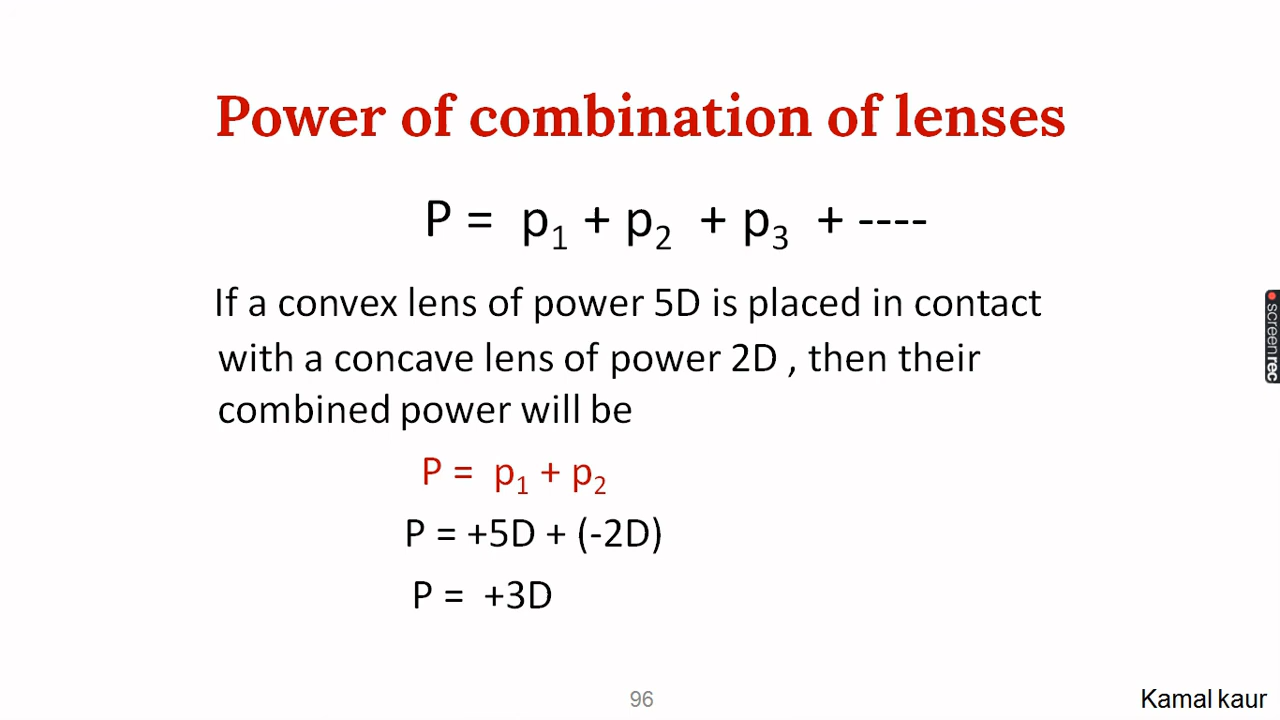 Power of combination of lenses
P = p₁ + p₂ + p₃ + ----
If a convex lens of power 5D is placed in contact
with a concave lens of power 2D , then their
combined power will be
P = p₁ + p₂
P = +5D + (-2D)
P = +3D
screenrec
96
Kamal kaur